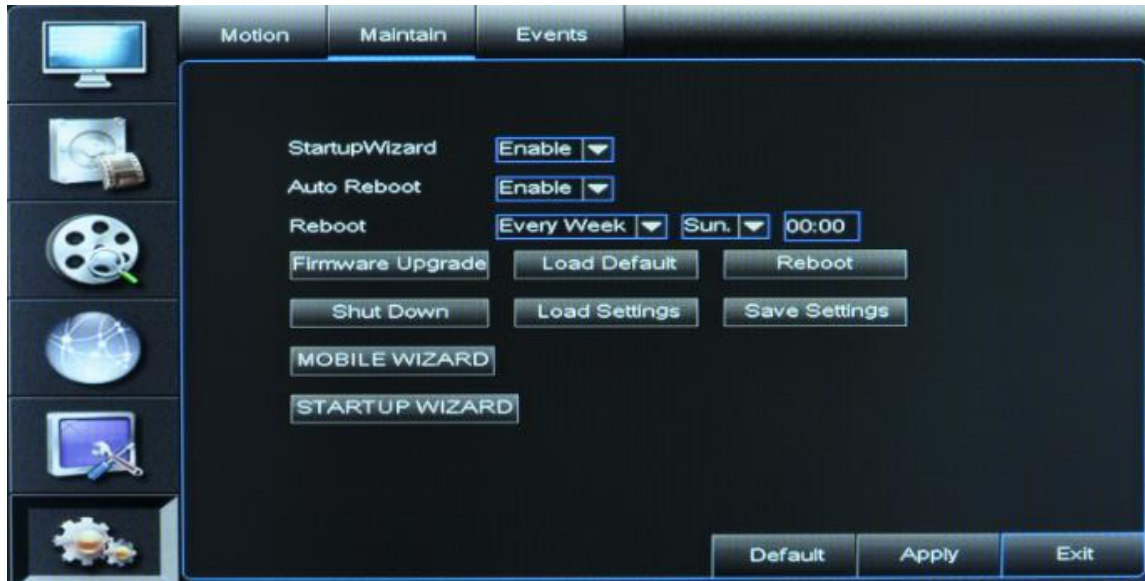 Motion Maintain Events
StartupWizard Enable
Auto Reboot Enable
Reboot Every Week Sun. 00:00
Firmware Upgrade Load Default Reboot
Shut Down Load Settings Save Settings
MOBILE WIZARD
STARTUP WIZARD
Default Apply Exit